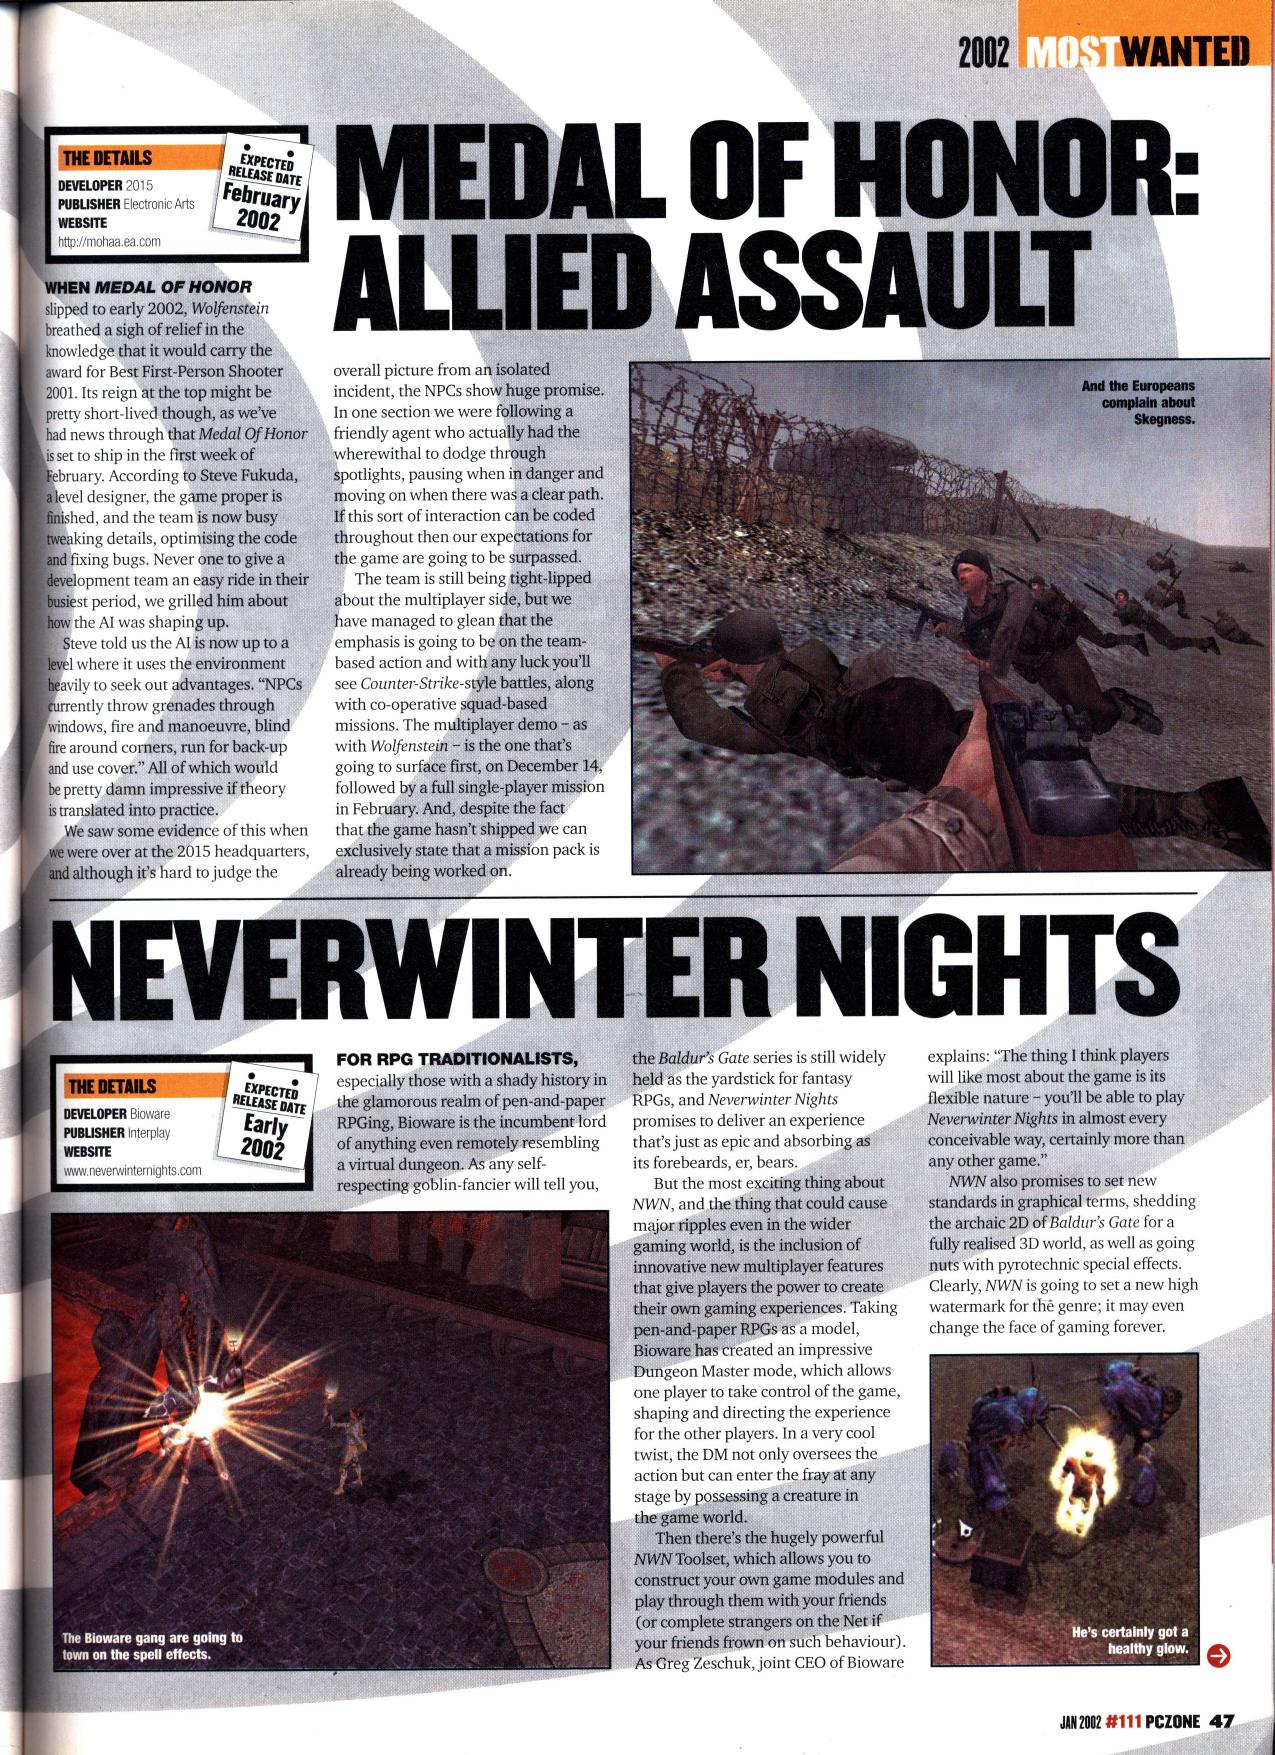 2002 MOSTWANTED
MEDAL OF HONOR:
ALLIED ASSAULT
THE DETAILS
DEVELOPER 2015
PUBLISHER Electronic Arts
WEBSITE
http://mohaa.ea.com
EXPECTED
RELEASE DATE
February
2002
WHEN MEDAL OF HONOR
slipped to early 2002, Wolfenstein
breathed a sigh of relief in the
knowledge that it would carry the
award for Best First-Person Shooter
2001. Its reign at the top might be
pretty short-lived though, as we've
had news through that Medal Of Honor
is set to ship in the first week of
February. According to Steve Fukuda,
a level designer, the game proper is
finished, and the team is now busy
tweaking details, optimising the code
and fixing bugs. Never one to give a
development team an easy ride in their
busiest period, we grilled him about
how the AI was shaping up.
Steve told us the AI is now up to a
level where it uses the environment
heavily to seek out advantages. “NPCs
currently throw grenades through
windows, fire and manoeuvre, blind
fire around corners, run for back-up
and use cover.” All of which would
be pretty damn impressive if theory
is translated into practice.
We saw some evidence of this when
we were over at the 2015 headquarters,
and although it's hard to judge the
overall picture from an isolated
incident, the NPCs show huge promise.
In one section we were following a
friendly agent who actually had the
wherewithal to dodge through
spotlights, pausing when in danger and
moving on when there was a clear path.
If this sort of interaction can be coded
throughout then our expectations for
the game are going to be surpassed.
The team is still being tight-lipped
about the multiplayer side, but we
have managed to glean that the
emphasis is going to be on the team-
based action and with any luck you'll
see Counter-Strike-style battles, along
with co-operative squad-based
missions. The multiplayer demo – as
with Wolfenstein – is the one that's
going to surface first, on December 14,
followed by a full single-player mission
in February. And, despite the fact
that the game hasn't shipped we can
exclusively state that a mission pack is
already being worked on.
And the Europeans
complain about
Skegness.
NEVERWINTER NIGHTS
THE DETAILS
DEVELOPER Bioware
PUBLISHER Interplay
WEBSITE
www.neverwinternights.com
EXPECTED
RELEASE DATE
Early
2002
FOR RPG TRADITIONALISTS,
especially those with a shady history in
the glamorous realm of pen-and-paper
RPGing, Bioware is the incumbent lord
of anything even remotely resembling
a virtual dungeon. As any self-
respecting goblin-fancier will tell you,
the Baldur's Gate series is still widely
held as the yardstick for fantasy
RPGs, and Neverwinter Nights
promises to deliver an experience
that's just as epic and absorbing as
its forebeards, er, bears.
But the most exciting thing about
NWN, and the thing that could cause
major ripples even in the wider
gaming world, is the inclusion of
innovative new multiplayer features
that give players the power to create
their own gaming experiences. Taking
pen-and-paper RPGs as a model,
Bioware has created an impressive
Dungeon Master mode, which allows
one player to take control of the game,
shaping and directing the experience
for the other players. In a very cool
twist, the DM not only oversees the
action but can enter the fray at any
stage by possessing a creature in
the game world.
Then there's the hugely powerful
NWN Toolset, which allows you to
construct your own game modules and
play through them with your friends
(or complete strangers on the Net if
your friends frown on such behaviour).
As Greg Zeschuk, joint CEO of Bioware
explains: “The thing I think players
will like most about the game is its
flexible nature – you'll be able to play
Neverwinter Nights in almost every
conceivable way, certainly more than
any other game.”
NWN also promises to set new
standards in graphical terms, shedding
the archaic 2D of Baldur's Gate for a
fully realised 3D world, as well as going
nuts with pyrotechnic special effects.
Clearly, NWN is going to set a new high
watermark for the genre; it may even
change the face of gaming forever.
The Bioware gang are going to
town on the spell effects.
He's certainly got a
healthy glow.
JAN 2002 #111 PCZONE 47